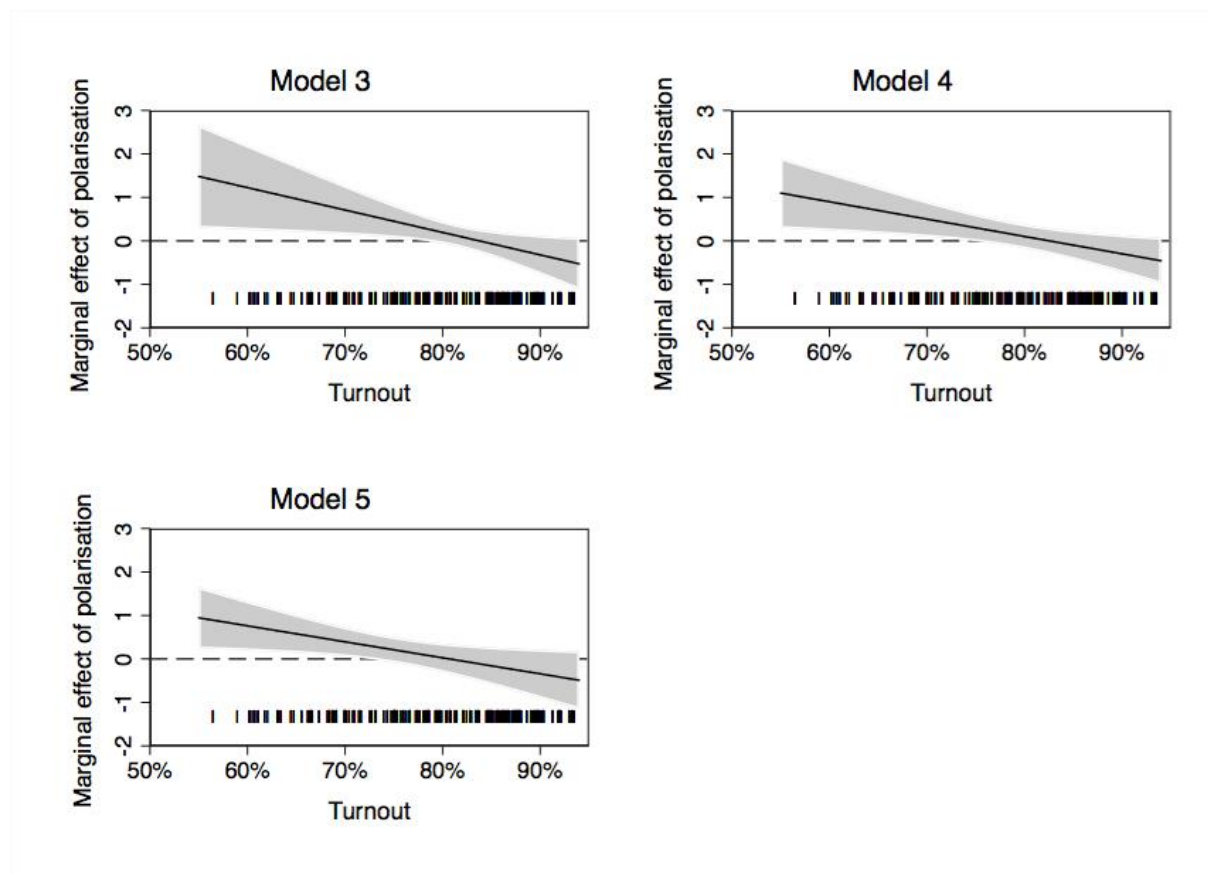 Model 3
Marginal effect of polarisation
3
2
1
0
-1
-2
50% 60% 70% 80% 90%
Turnout
Model 4
Marginal effect of polarisation
3
2
1
0
-1
-2
50% 60% 70% 80% 90%
Turnout
Model 5
Marginal effect of polarisation
3
2
1
0
-1
-2
50% 60% 70% 80% 90%
Turnout